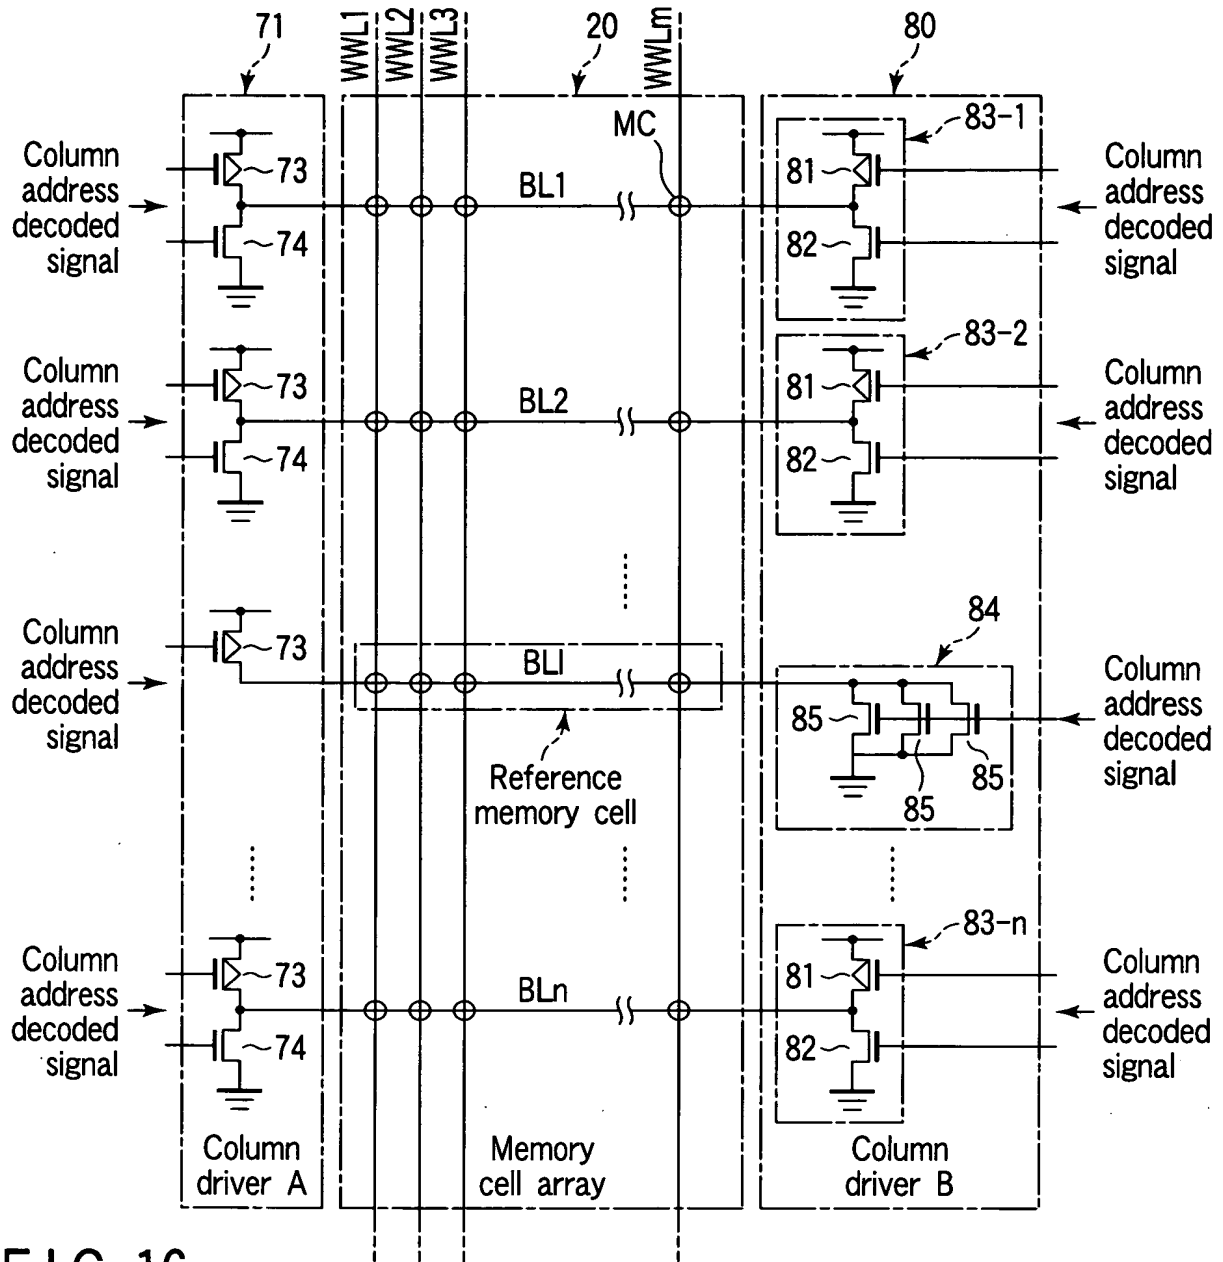 71
WWL1
WWL2
WWL3
20
WWLm
80
Column
address
decoded
signal
73
74
BL1
MC
83-1
81
82
Column
address
decoded
signal
Column
address
decoded
signal
73
74
BL2
83-2
81
82
Column
address
decoded
signal
Column
address
decoded
signal
73
BLl
Reference
memory cell
84
85
85
85
Column
address
decoded
signal
Column
address
decoded
signal
73
74
BLn
83-n
81
82
Column
address
decoded
signal
Column
driver A
Memory
cell array
Column
driver B
FIG. 16